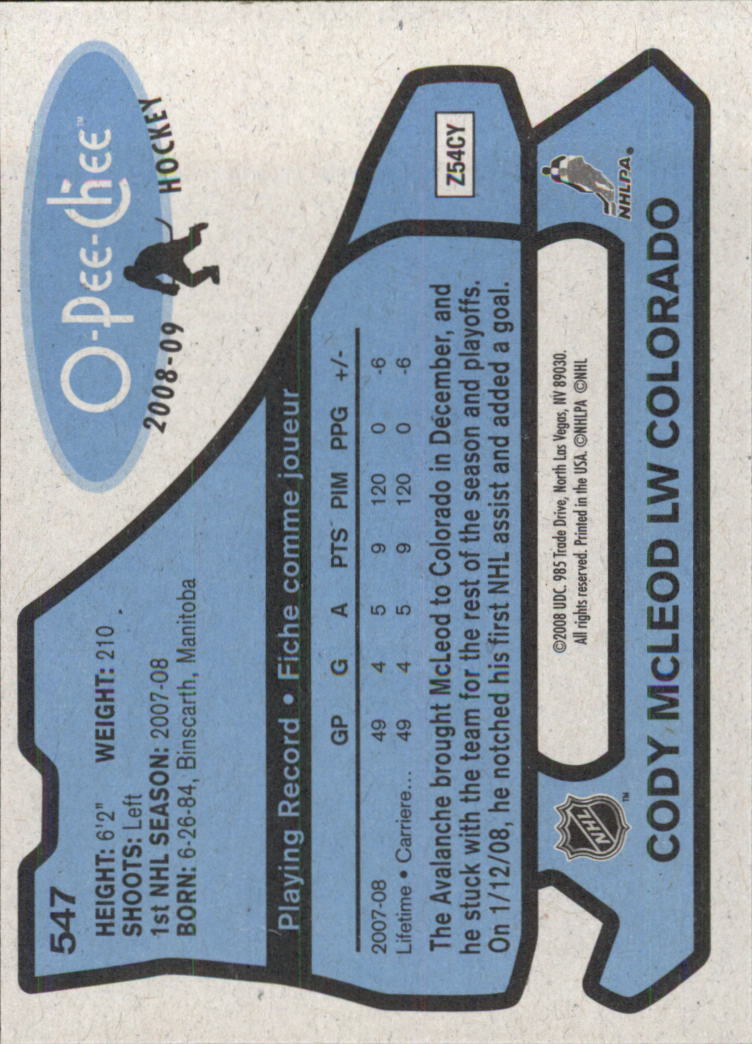 547
O-Pee-Chee™
2008-09 HOCKEY
HEIGHT: 6'2" WEIGHT: 210
SHOOTS: Left
1st NHL SEASON: 2007-08
BORN: 6-26-84, Binscarth, Manitoba
Z54CY
Playing Record • Fiche comme joueur
GP G A PTS PIM PPG +/-
2007-08 49 4 5 9 120 0 -6
Lifetime • Carriere... 49 4 5 9 120 0 -6
The Avalanche brought McLeod to Colorado in December, and
he stuck with the team for the rest of the season and playoffs.
On 1/12/08, he notched his first NHL assist and added a goal.
NHL ™
©2008 UDC. 985 Trade Drive, North Las Vegas, NV 89030.
All rights reserved. Printed in the USA. ©NHLPA ©NHL
NHLPA®
CODY McLEOD LW COLORADO